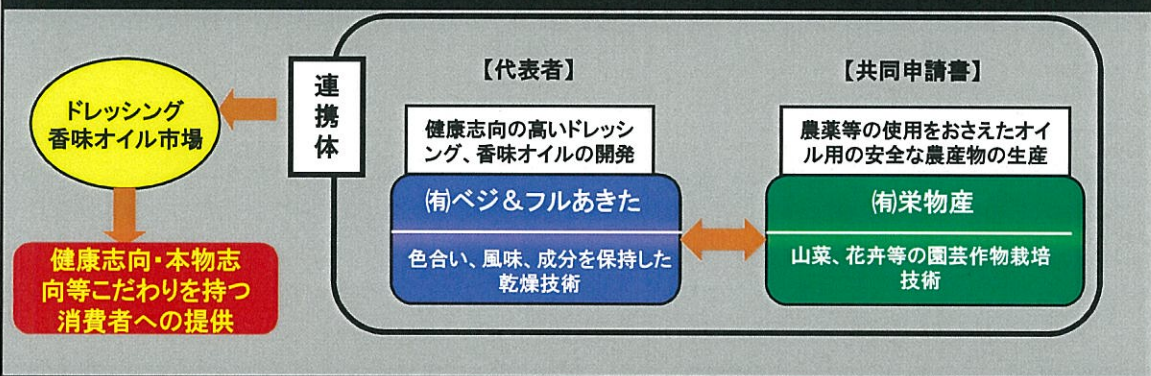 ドレッシング
香味オイル市場
健康志向・本物志
向等こだわりを持つ
消費者への提供
連
携
体
【代表者】
健康志向の高いドレッシ
ング、香味オイルの開発
㈲ベジ＆フルあきた
色合い、風味、成分を保持した
乾燥技術
【共同申請書】
農薬等の使用をおさえたオイ
ル用の安全な農産物の生産
㈲栄物産
山菜、花卉等の園芸作物栽培
技術